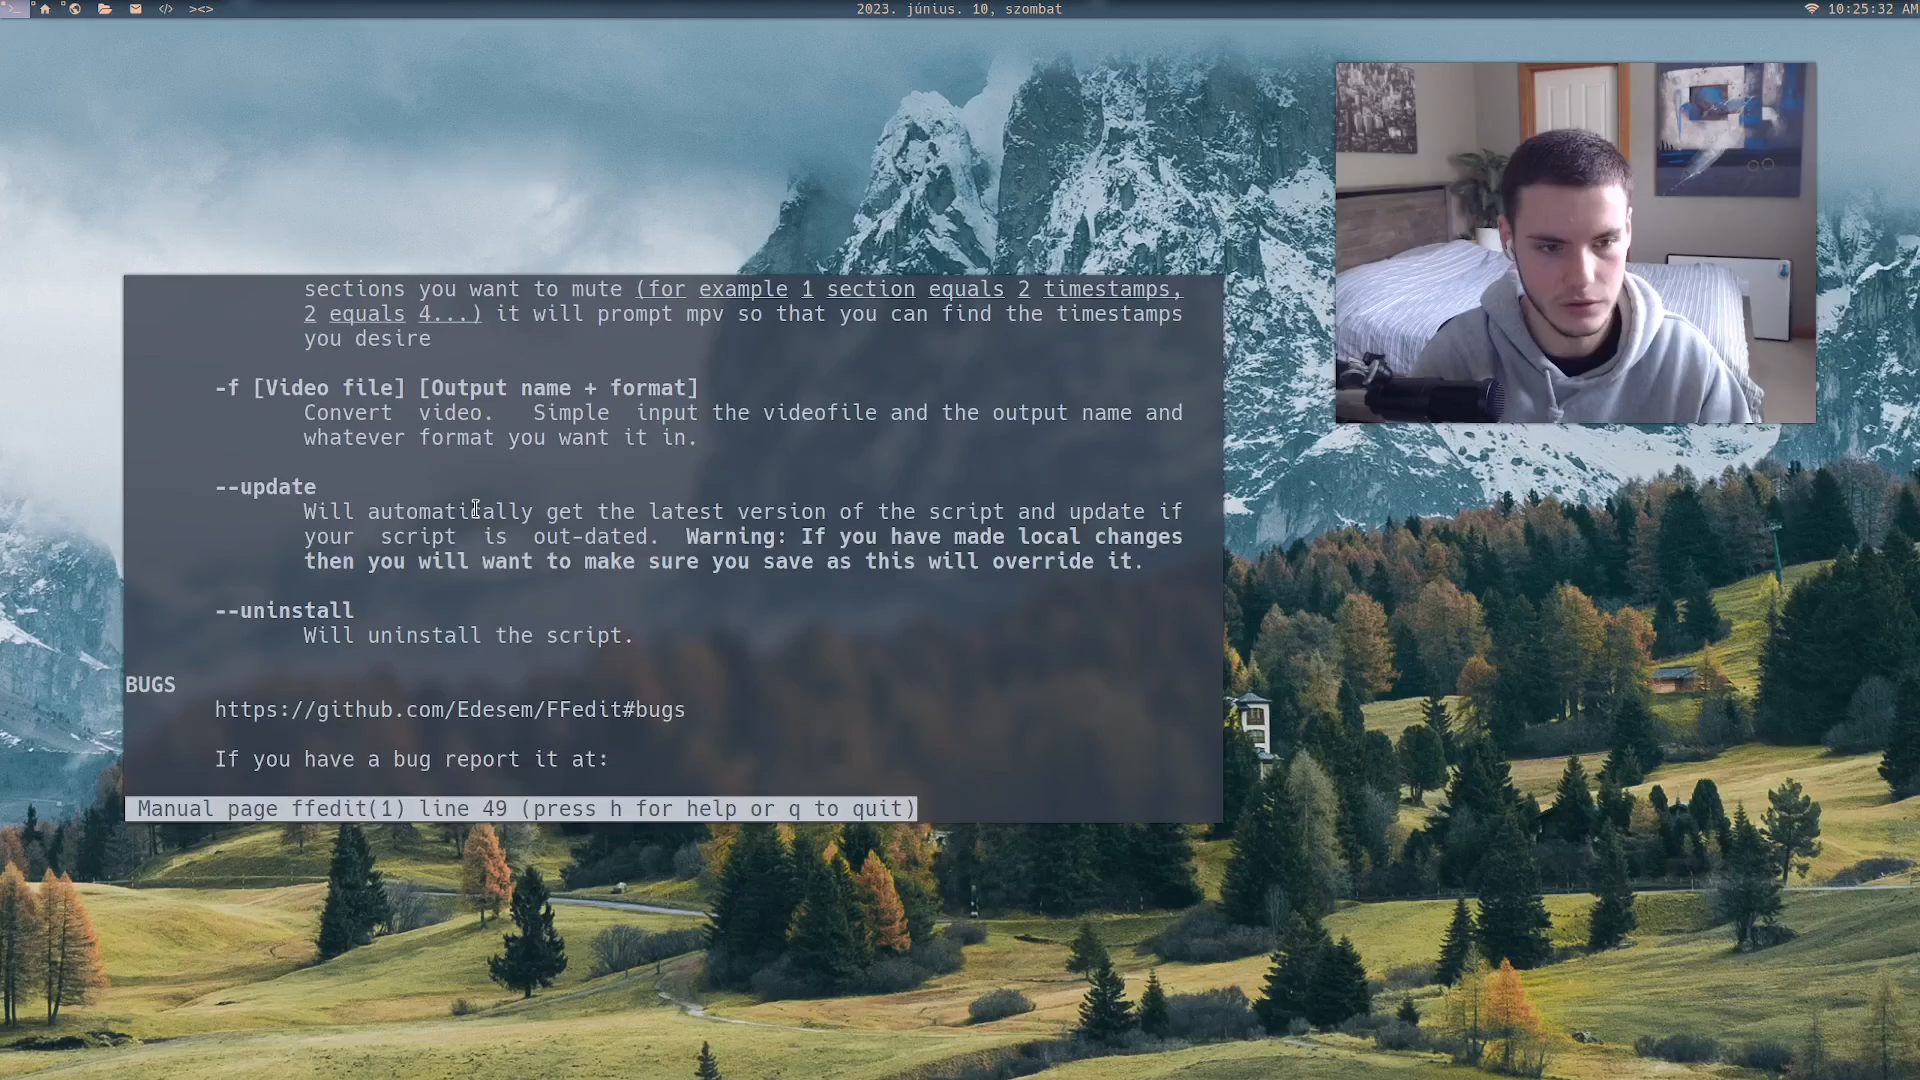 </> ><> 2023. június. 10, szombat 10:25:32 AM
sections you want to mute (for example 1 section equals 2 timestamps,
2 equals 4...) it will prompt mpv so that you can find the timestamps
you desire
-f [Video file] [Output name + format]
Convert video. Simple input the videofile and the output name and
whatever format you want it in.
--update
Will automatically get the latest version of the script and update if
your script is out-dated. Warning: If you have made local changes
then you will want to make sure you save as this will override it.
--uninstall
Will uninstall the script.
BUGS
https://github.com/Edesem/FFedit#bugs
If you have a bug report it at:
Manual page ffedit(1) line 49 (press h for help or q to quit)